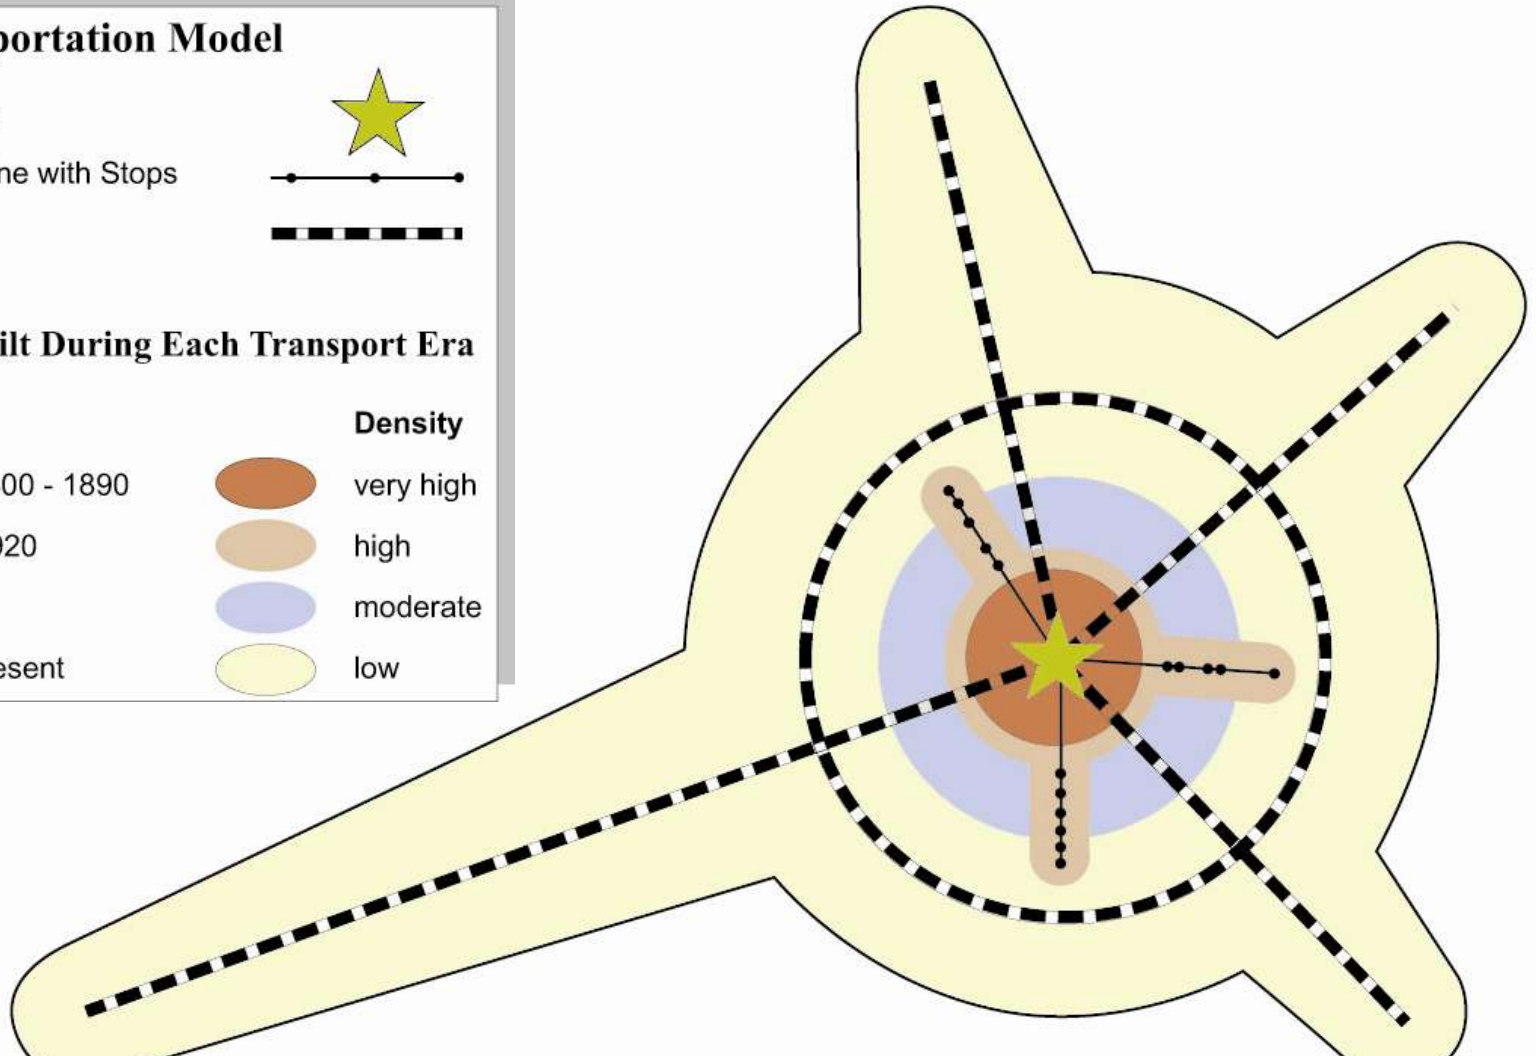 portation Model
ne with Stops
ilt During Each Transport Era
Density
00 - 1890 very high
920 high
moderate
esent low